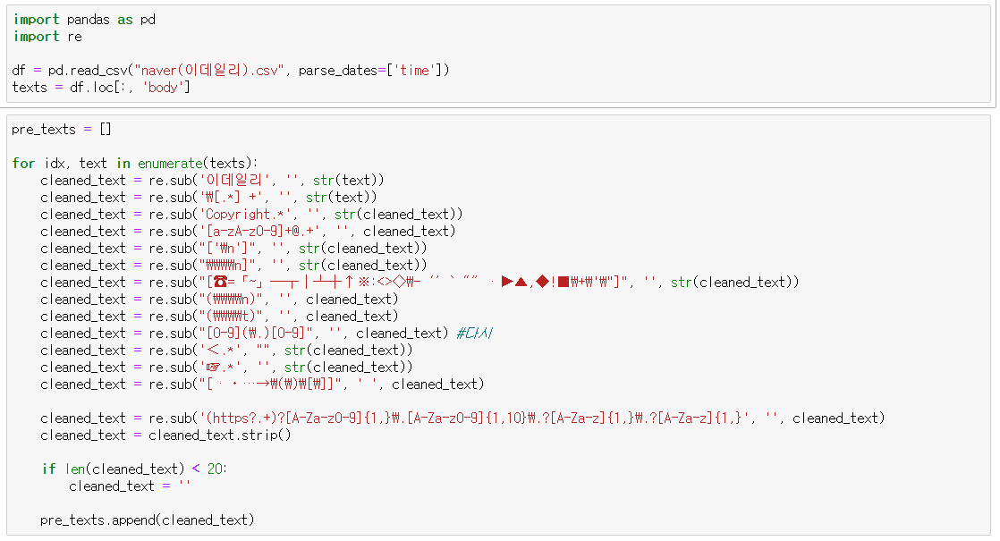 import pandas as pd
import re
df = pd.read_csv("naver(이데일리).csv", parse_dates=['time'])
texts = df.loc[:, 'body']
pre_texts = []
for idx, text in enumerate(texts):
cleaned_text = re.sub('이데일리', '', str(text))
cleaned_text = re.sub('₩[.*] +', '', str(text))
cleaned_text = re.sub('Copyright.*', '', str(cleaned_text))
cleaned_text = re.sub('[a-zA-z0-9]+@.+', '', cleaned_text)
cleaned_text = re.sub("['₩n']", '', str(cleaned_text))
cleaned_text = re.sub("₩₩₩₩n]", '', str(cleaned_text))
cleaned_text = re.sub("[☎=「~」━┯│┷┿↑※:<>◇₩-´′｀˝″ㆍ▶▲,◆!■₩+₩'₩"]", '', str(cleaned_text))
cleaned_text = re.sub("(₩₩₩₩n)", '', cleaned_text)
cleaned_text = re.sub("(₩₩₩₩t)", '', cleaned_text)
cleaned_text = re.sub("[0-9](₩.)[0-9]", '', cleaned_text) #다시
cleaned_text = re.sub('＜.*', "", str(cleaned_text))
cleaned_text = re.sub('☞.*', '', str(cleaned_text))
cleaned_text = re.sub("[ㆍ·…→₩(₩)₩[₩]]", ' ', cleaned_text)
cleaned_text = re.sub('(https?.+)?[A-Za-z0-9]{1,}₩.[A-Za-z0-9]{1,10}₩.?[A-Za-z]{1,}₩.?[A-Za-z]{1,}', '', cleaned_text)
cleaned_text = cleaned_text.strip()
if len(cleaned_text) < 20:
cleaned_text = ''
pre_texts.append(cleaned_text)